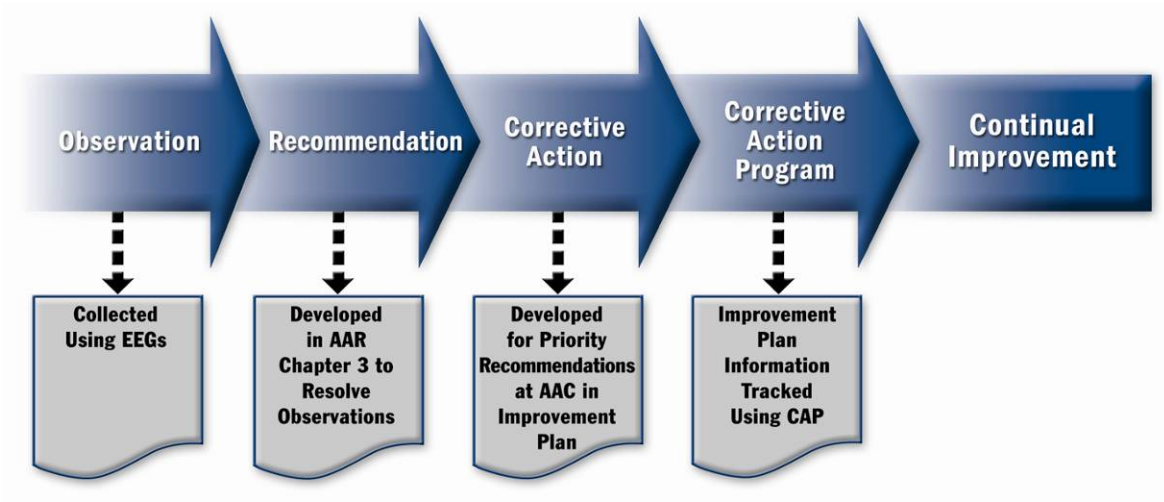 Observation
Recommendation
Corrective
Action
Corrective
Action
Program
Continual
Improvement
Collected
Using EEGs
Developed
in AAR
Chapter 3 to
Resolve
Observations
Developed
for Priority
Recommendations
at AAC in
Improvement
Plan
Improvement
Plan
Information
Tracked
Using CAP